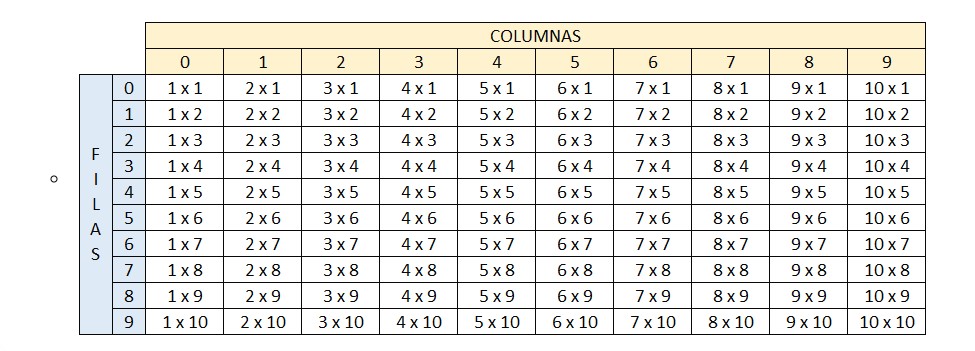 COLUMNAS
0 1 2 3 4 5 6 7 8 9
FILAS
0 1 x 1 2 x 1 3 x 1 4 x 1 5 x 1 6 x 1 7 x 1 8 x 1 9 x 1 10 x 1
1 1 x 2 2 x 2 3 x 2 4 x 2 5 x 2 6 x 2 7 x 2 8 x 2 9 x 2 10 x 2
2 1 x 3 2 x 3 3 x 3 4 x 3 5 x 3 6 x 3 7 x 3 8 x 3 9 x 3 10 x 3
3 1 x 4 2 x 4 3 x 4 4 x 4 5 x 4 6 x 4 7 x 4 8 x 4 9 x 4 10 x 4
4 1 x 5 2 x 5 3 x 5 4 x 5 5 x 5 6 x 5 7 x 5 8 x 5 9 x 5 10 x 5
5 1 x 6 2 x 6 3 x 6 4 x 6 5 x 6 6 x 6 7 x 6 8 x 6 9 x 6 10 x 6
6 1 x 7 2 x 7 3 x 7 4 x 7 5 x 7 6 x 7 7 x 7 8 x 7 9 x 7 10 x 7
7 1 x 8 2 x 8 3 x 8 4 x 8 5 x 8 6 x 8 7 x 8 8 x 8 9 x 8 10 x 8
8 1 x 9 2 x 9 3 x 9 4 x 9 5 x 9 6 x 9 7 x 9 8 x 9 9 x 9 10 x 9
9 1 x 10 2 x 10 3 x 10 4 x 10 5 x 10 6 x 10 7 x 10 8 x 10 9 x 10 10 x 10